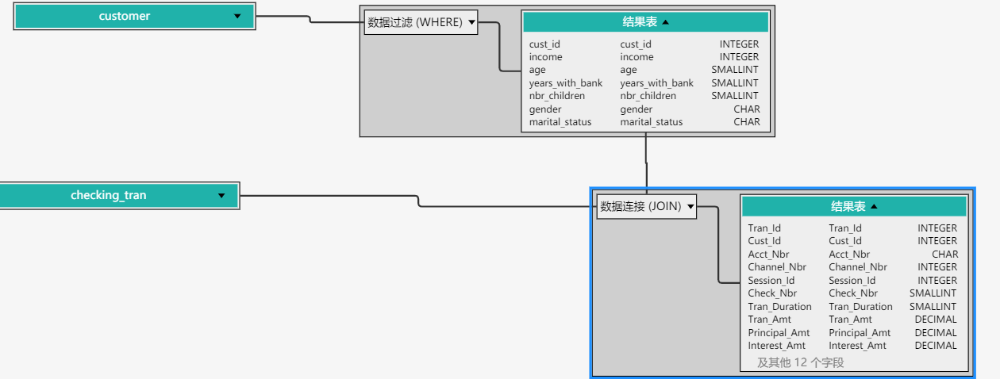 customer
数据过滤 (WHERE)
结果表
cust_id cust_id INTEGER
income income INTEGER
age age SMALLINT
years_with_bank years_with_bank SMALLINT
nbr_children nbr_children SMALLINT
gender gender CHAR
marital_status marital_status CHAR
checking_tran
数据连接 (JOIN)
结果表
Tran_Id Tran_Id INTEGER
Cust_Id Cust_Id INTEGER
Acct_Nbr Acct_Nbr CHAR
Channel_Nbr Channel_Nbr INTEGER
Session_Id Session_Id INTEGER
Check_Nbr Check_Nbr SMALLINT
Tran_Duration Tran_Duration SMALLINT
Tran_Amt Tran_Amt DECIMAL
Principal_Amt Principal_Amt DECIMAL
Interest_Amt Interest_Amt DECIMAL
及其他 12 个字段